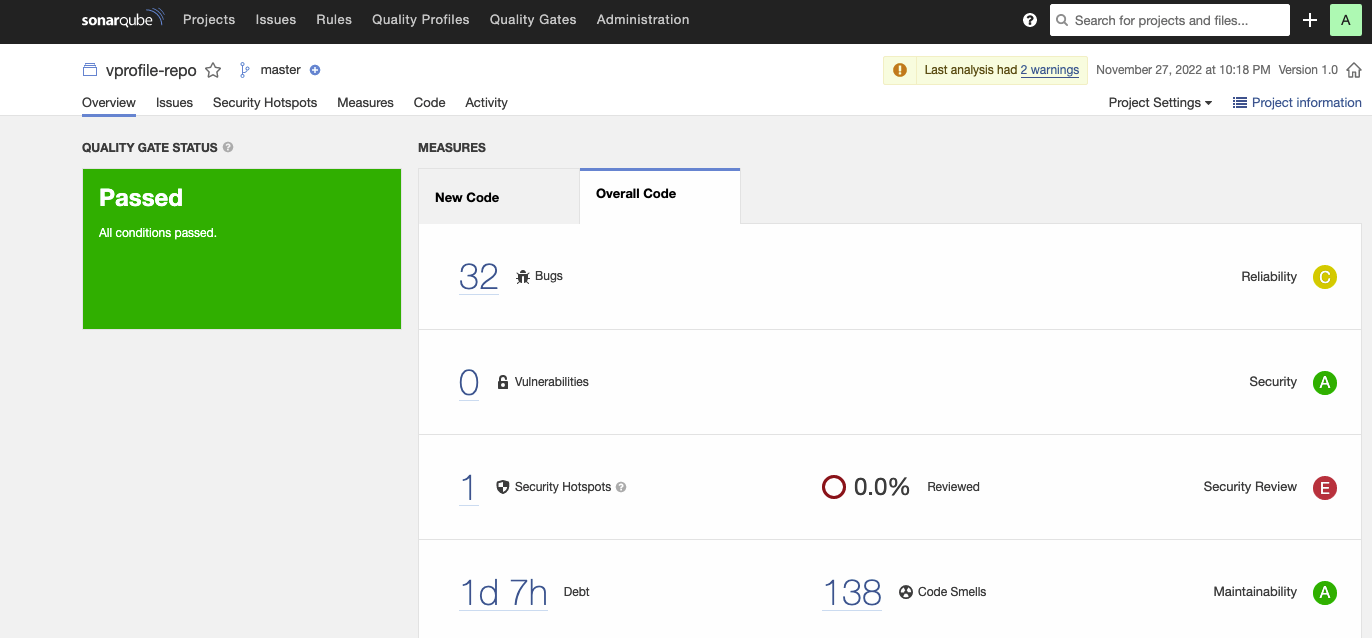 sonarqube Projects Issues Rules Quality Profiles Quality Gates Administration ? Search for projects and files... A
vprofile-repo master Last analysis had 2 warnings November 27, 2022 at 10:18 PM Version 1.0
Overview Issues Security Hotspots Measures Code Activity Project Settings Project information
QUALITY GATE STATUS ? MEASURES
Passed
All conditions passed.
New Code Overall Code
32 Bugs Reliability C
0 Vulnerabilities Security A
1 Security Hotspots ? 0.0% Reviewed Security Review E
1d 7h Debt 138 Code Smells Maintainability A